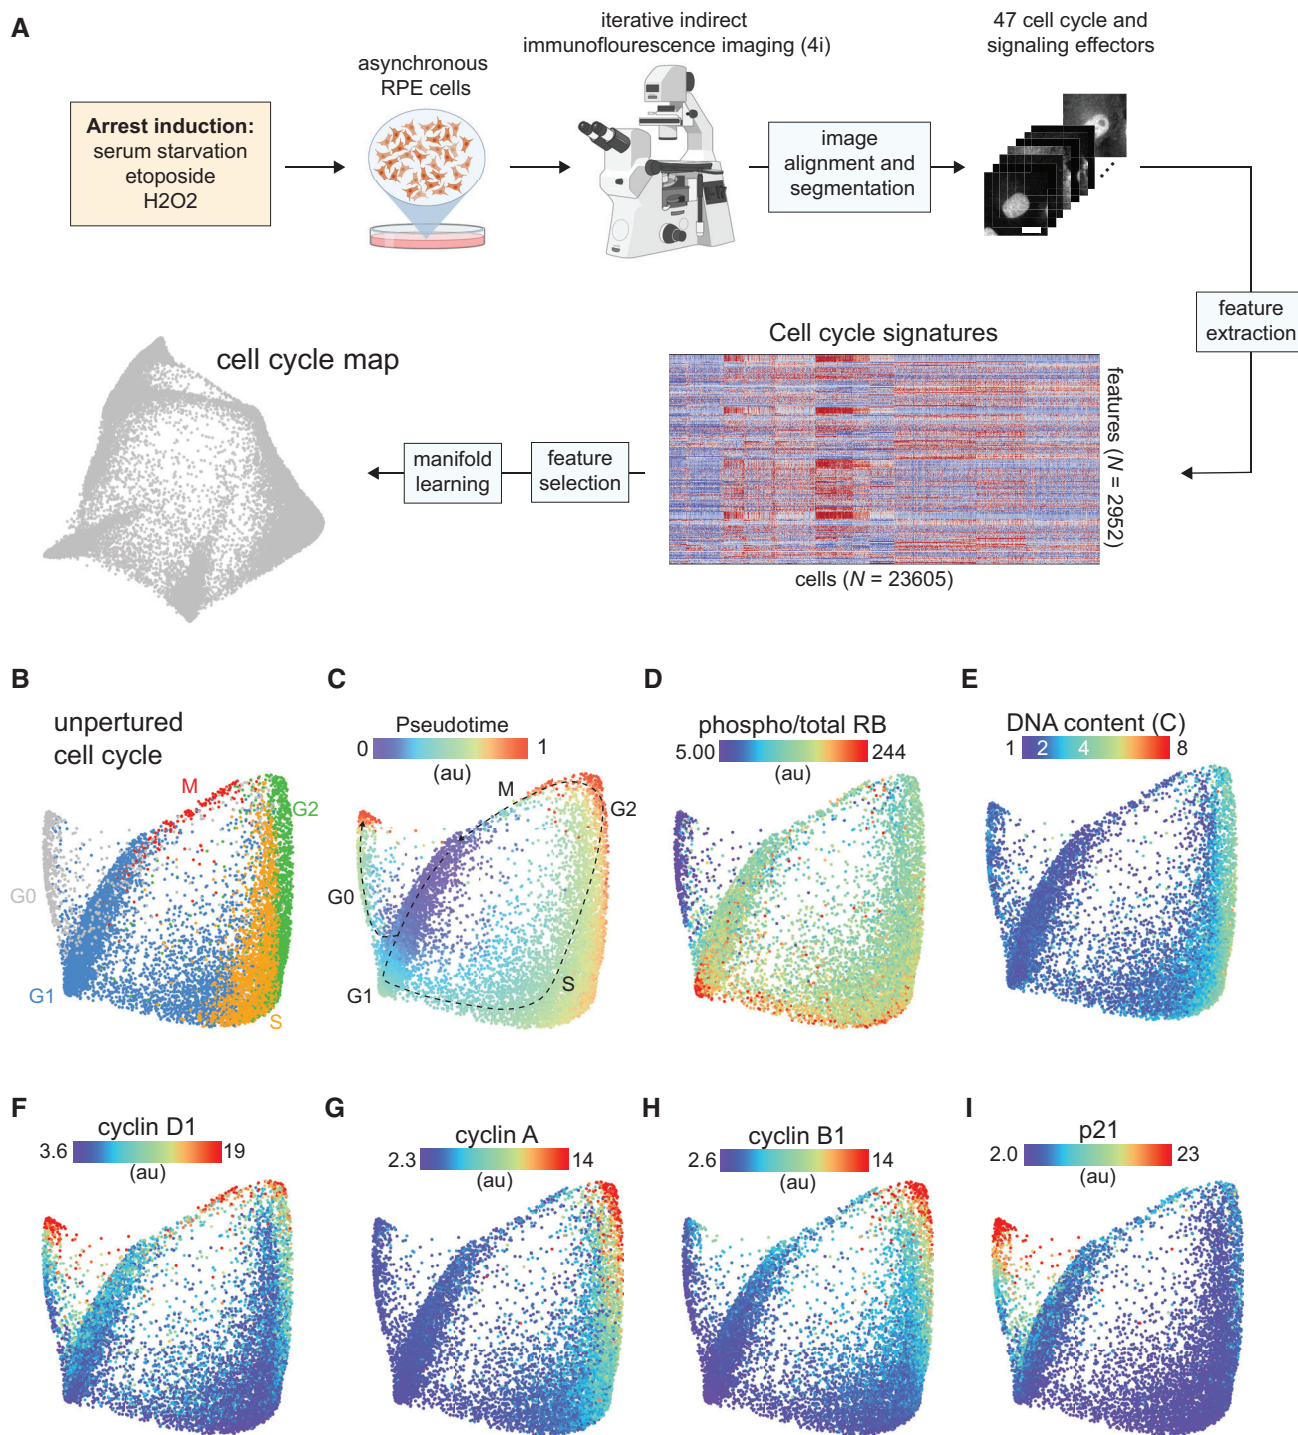 A
Arrest induction:
serum starvation
etoposide
H2O2
asynchronous
RPE cells
iterative indirect
immunoflourescence imaging (4i)
image
alignment and
segmentation
47 cell cycle and
signaling effectors
feature
extraction
Cell cycle signatures
features (N = 2952)
cells (N = 23605)
feature
selection
manifold
learning
cell cycle map
B
unpertured
cell cycle
M
G2
G0
G1
S
C
Pseudotime
0
1
(au)
M
G2
G0
G1
S
D
phospho/total RB
5.00
244
(au)
E
DNA content (C)
1 2 4 8
F
cyclin D1
3.6
19
(au)
G
cyclin A
2.3
14
(au)
H
cyclin B1
2.6
14
(au)
I
p21
2.0
23
(au)